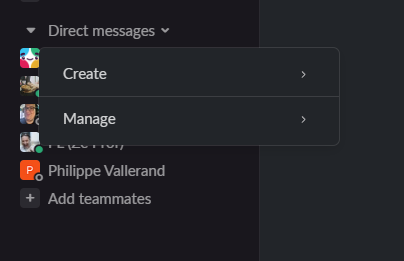 Direct messages
Create
Manage
P
Philippe Vallerand
Add teammates